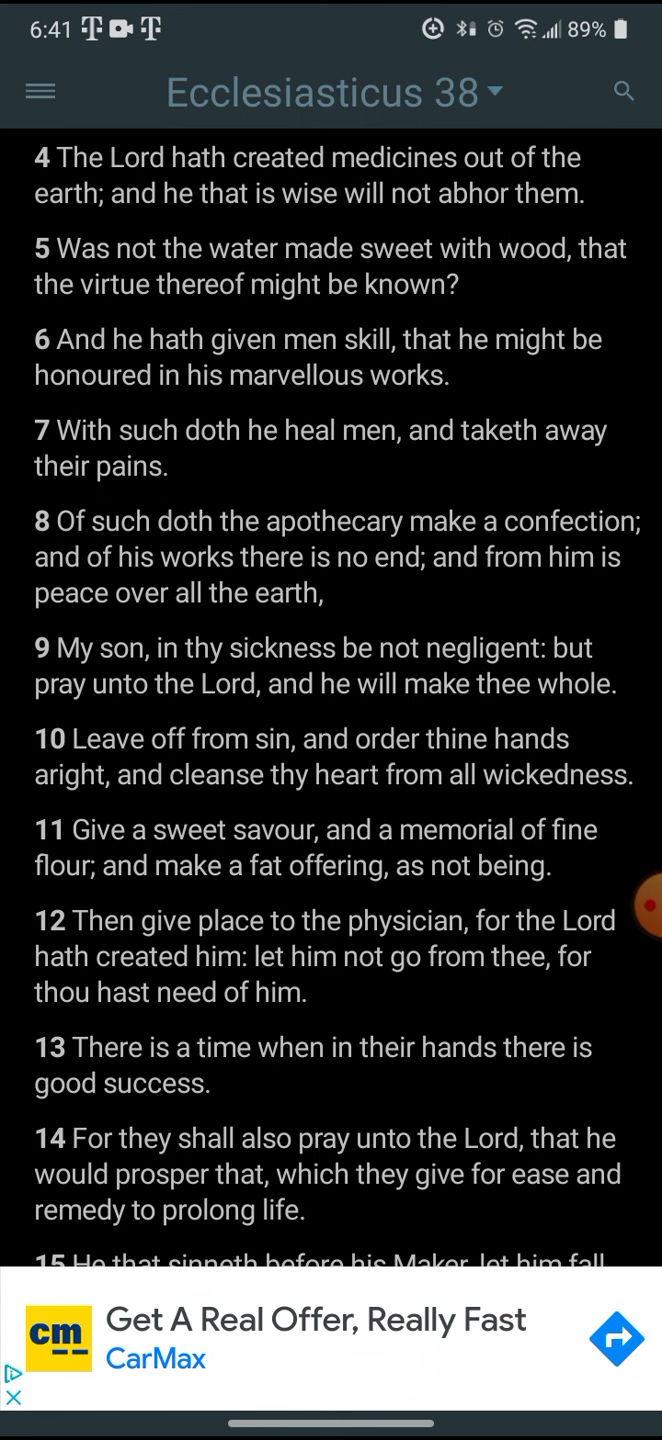 6:41 89%
Ecclesiasticus 38
4 The Lord hath created medicines out of the
earth; and he that is wise will not abhor them.
5 Was not the water made sweet with wood, that
the virtue thereof might be known?
6 And he hath given men skill, that he might be
honoured in his marvellous works.
7 With such doth he heal men, and taketh away
their pains.
8 Of such doth the apothecary make a confection;
and of his works there is no end; and from him is
peace over all the earth,
9 My son, in thy sickness be not negligent: but
pray unto the Lord, and he will make thee whole.
10 Leave off from sin, and order thine hands
aright, and cleanse thy heart from all wickedness.
11 Give a sweet savour, and a memorial of fine
flour; and make a fat offering, as not being.
12 Then give place to the physician, for the Lord
hath created him: let him not go from thee, for
thou hast need of him.
13 There is a time when in their hands there is
good success.
14 For they shall also pray unto the Lord, that he
would prosper that, which they give for ease and
remedy to prolong life.
15 He that sinneth before his Maker, let him fall
cm
Get A Real Offer, Really Fast
CarMax